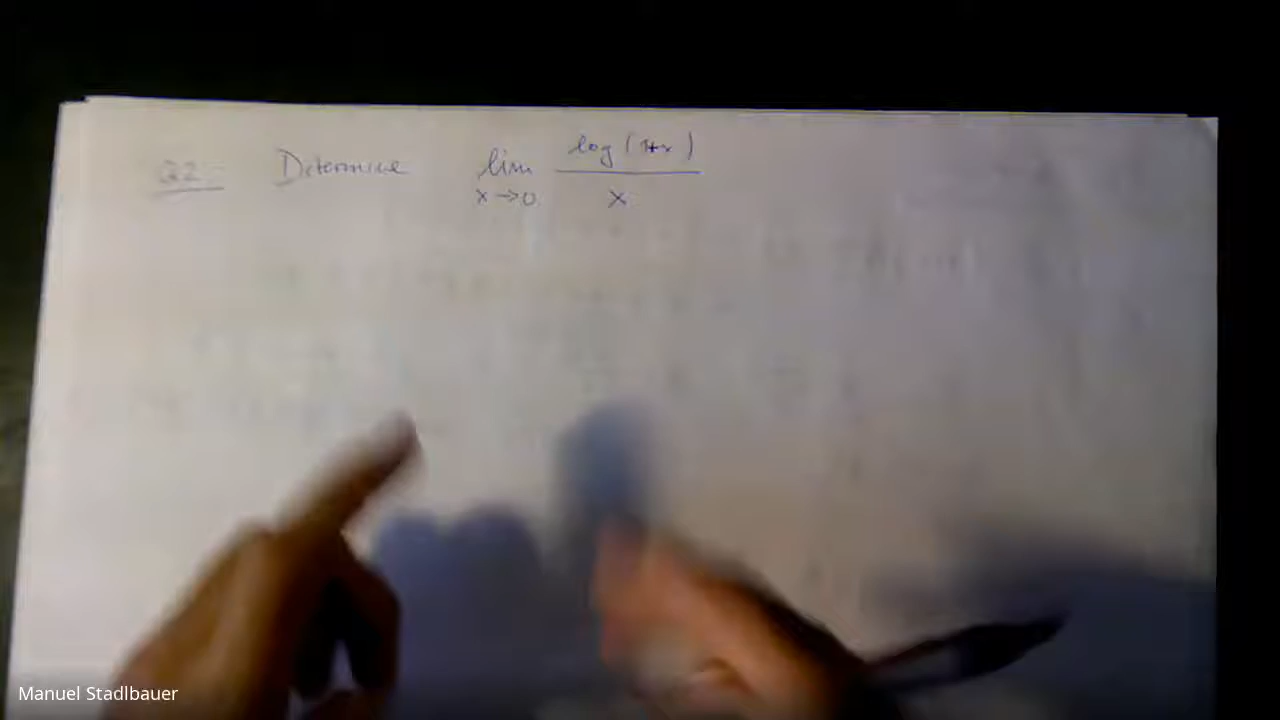 Q2: Determine lim x→0 log(1+x) / x
Manuel Stadlbauer